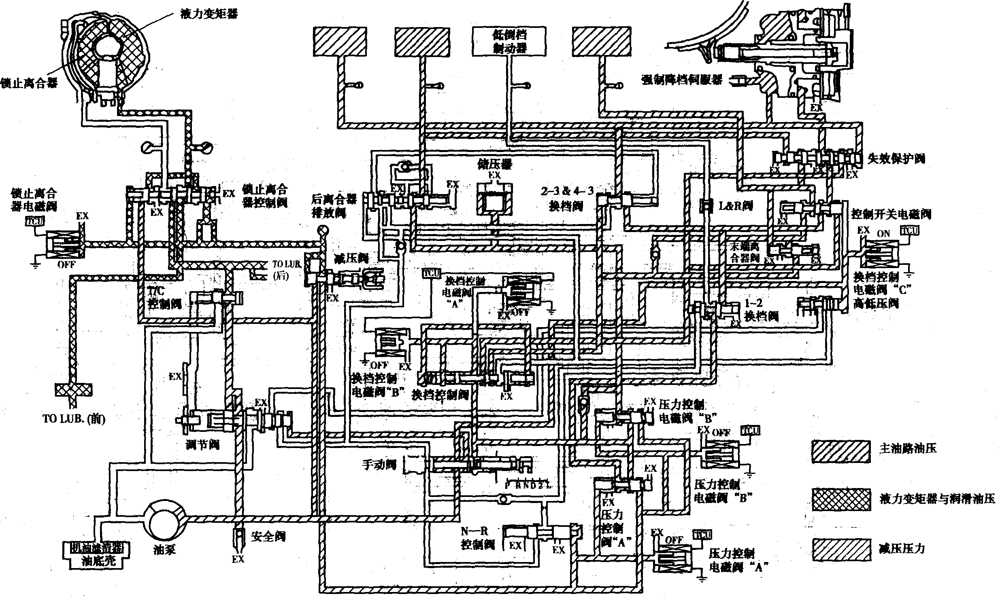 液力变矩器
低倒档
制动器
锁止离合器
强制降档伺服器
EX
失效保护阀
EX
EX
EX
储压器
EX
锁止离合
器电磁阀
TCU
EX
OFF
EX
EX
锁止离合
器控制阀
后离合器
排放阀
EX
EX
2-3 & 4-3
换档阀
L&R阀
控制开关电磁阀
EX
EX
ON
TCU
末端离
合器阀
EX
EX
减压阀
EX
TO LUB.
(后)
T/C
控制阀
TCU
换档控制
电磁阀
“A”
EX
OFF
换档控制
电磁阀 “C”
高低压阀
1-2
换档阀
EX
EX
OFF
EX
换档控制
电磁阀“B”
换档控制阀
EX
TO LUB. (前)
EX
调节阀
EX
压力控制
电磁阀 “B”
EX
OFF
TCU
手动阀
P R N D 2 L
EX
EX
压力
控制
阀“A”
压力控制
电磁阀 “B”
主油路油压
液力变矩器与润滑油压
减压压力
N—R
控制阀
EX
EX
EX
OFF
TCU
压力控制
电磁阀 “A”
安全阀
EX
油泵
机油滤清器
油底壳